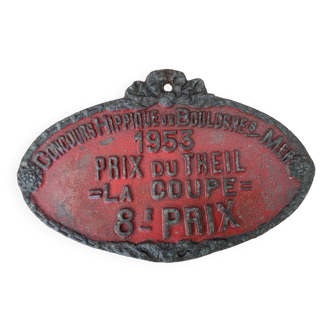 CONCOURS HIPPIQUE DE BOULOGNE S/ MER
1953
PRIX DU THEIL
=LA COUPE=
8E PRIX